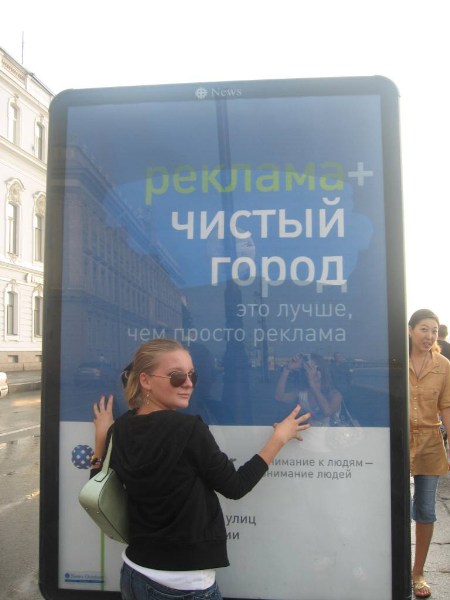 News
реклама+
чистый
город
это лучше,
чем просто реклама
внимание к людям –
внимание людей
улиц